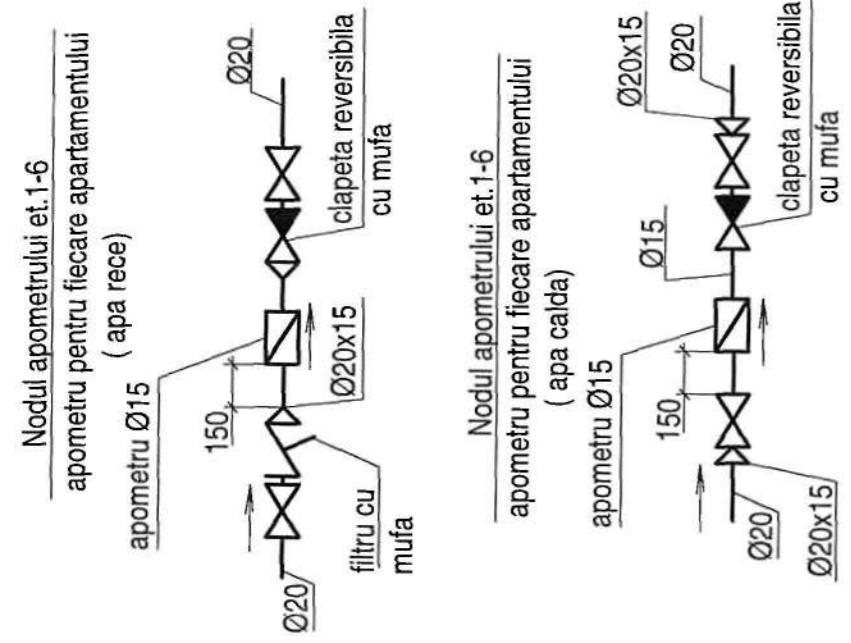 Nodul apometrului et.1-6
apometru pentru fiecare apartamentului
( apa rece)
apometru Ø15
Ø20
150
Ø20x15
clapeta reversibila
cu mufa
filtru cu
mufa
Ø20
Nodul apometrului et.1-6
apometru pentru fiecare apartamentului
( apa calda)
apometru Ø15
Ø15
Ø20x15
Ø20
150
clapeta reversibila
cu mufa
Ø20
Ø20x15